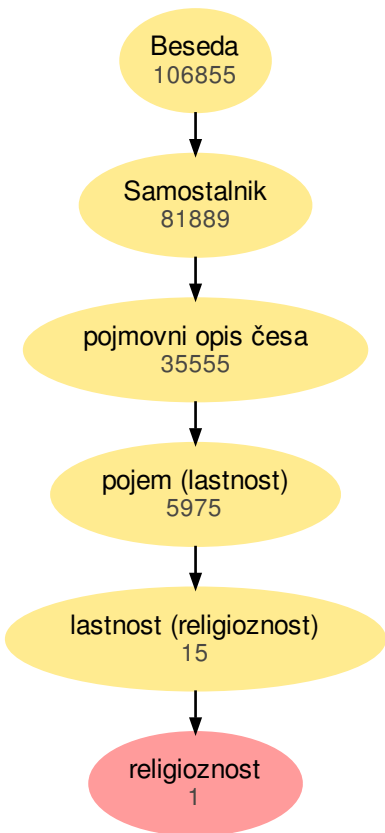 Beseda
106855
Samostalnik
81889
pojmovni opis česa
35555
pojem (lastnost)
5975
lastnost (religioznost)
15
religioznost
1